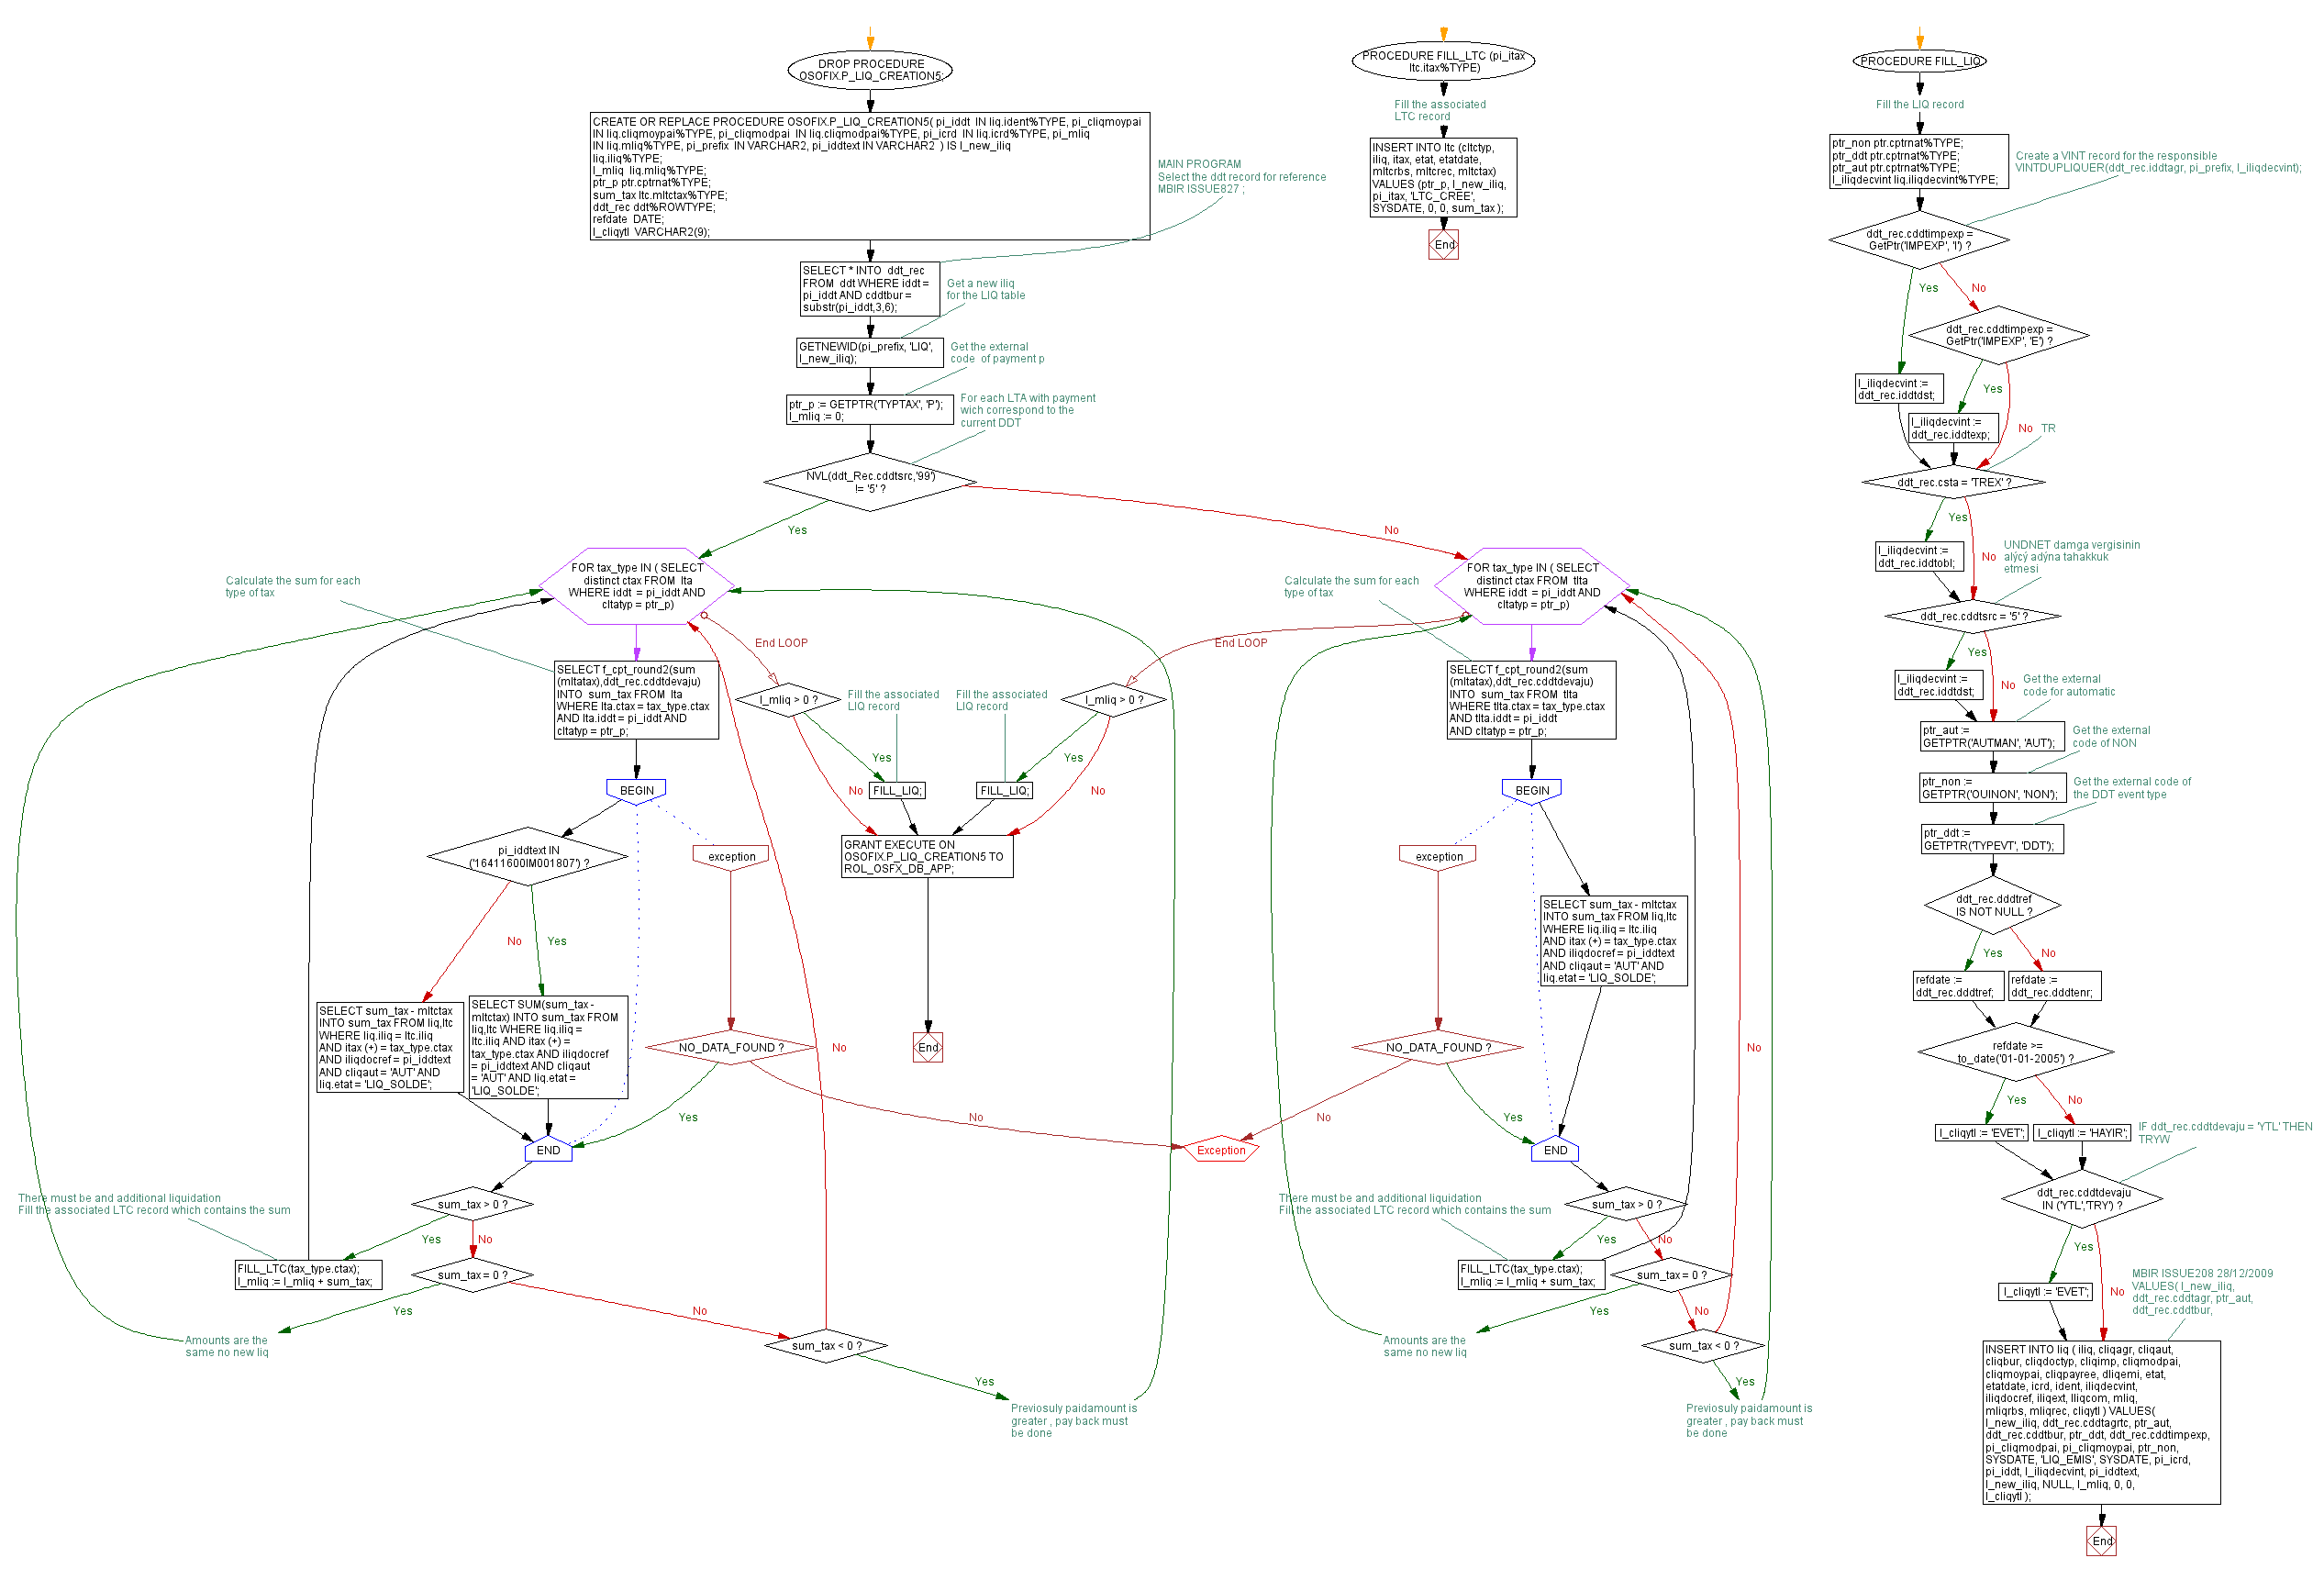 DROP PROCEDURE
OSOFIX.P_LIQ_CREATION5;
CREATE OR REPLACE PROCEDURE OSOFIX.P_LIQ_CREATION5( pi_iddt IN liq.ident%TYPE, pi_cliqmoypai
IN liq.cliqmoypai%TYPE, pi_cliqmodpai IN liq.cliqmodpai%TYPE, pi_icrd IN liq.icrd%TYPE, pi_mliq
IN liq.mliq%TYPE, pi_prefix IN VARCHAR2, pi_iddtext IN VARCHAR2 ) IS l_new_iliq
liq.iliq%TYPE;
l_mliq liq.mliq%TYPE;
ptr_p ptr.cptrnat%TYPE;
sum_tax ltc.mltctax%TYPE;
ddt_rec ddt%ROWTYPE;
refdate DATE;
l_cliqytl VARCHAR2(9);
MAIN PROGRAM
Select the ddt record for reference
MBIR ISSUE827 ;
SELECT * INTO ddt_rec
FROM ddt WHERE iddt =
pi_iddt AND cddtbur =
substr(pi_iddt,3,6);
Get a new iliq
for the LIQ table
GETNEWID(pi_prefix, 'LIQ',
l_new_iliq);
Get the external
code of payment p
ptr_p := GETPTR('TYPTAX', 'P');
l_mliq := 0;
For each LTA with payment
wich correspond to the
current DDT
NVL(ddt_Rec.cddtsrc,'99')
!= '5' ?
Yes
No
FOR tax_type IN ( SELECT
distinct ctax FROM lta
WHERE iddt = pi_iddt AND
cltatyp = ptr_p)
Calculate the sum for each
type of tax
End LOOP
SELECT f_cpt_round2(sum
(mltatax),ddt_rec.cddtdevaju)
INTO sum_tax FROM lta
WHERE lta.ctax = tax_type.ctax
AND lta.iddt = pi_iddt AND
cltatyp = ptr_p;
l_mliq > 0 ?
Fill the associated
LIQ record
Yes
No
FILL_LIQ;
BEGIN
pi_iddtext IN
('16411600IM001807') ?
exception
No
Yes
SELECT sum_tax - mltctax
INTO sum_tax FROM liq,ltc
WHERE liq.iliq = ltc.iliq
AND itax (+) = tax_type.ctax
AND iliqdocref = pi_iddtext
AND cliqaut = 'AUT' AND
liq.etat = 'LIQ_SOLDE';
SELECT SUM(sum_tax -
mltctax) INTO sum_tax FROM
liq,ltc WHERE liq.iliq =
ltc.iliq AND itax (+) =
tax_type.ctax AND iliqdocref
= pi_iddtext AND cliqaut
= 'AUT' AND liq.etat =
'LIQ_SOLDE';
NO_DATA_FOUND ?
Yes
No
No
END
sum_tax > 0 ?
There must be and additional liquidation
Fill the associated LTC record which contains the sum
Yes
No
FILL_LTC(tax_type.ctax);
l_mliq := l_mliq + sum_tax;
sum_tax = 0 ?
Yes
No
Amounts are the
same no new liq
sum_tax < 0 ?
Yes
Previosuly paidamount is
greater , pay back must
be done
GRANT EXECUTE ON
OSOFIX.P_LIQ_CREATION5 TO
ROL_OSFX_DB_APP;
End
Exception
FOR tax_type IN ( SELECT
distinct ctax FROM tlta
WHERE iddt = pi_iddt AND
cltatyp = ptr_p)
Calculate the sum for each
type of tax
End LOOP
l_mliq > 0 ?
Fill the associated
LIQ record
Yes
No
FILL_LIQ;
SELECT f_cpt_round2(sum
(mltatax),ddt_rec.cddtdevaju)
INTO sum_tax FROM tlta
WHERE tlta.ctax = tax_type.ctax
AND tlta.iddt = pi_iddt
AND cltatyp = ptr_p;
BEGIN
exception
SELECT sum_tax - mltctax
INTO sum_tax FROM liq,ltc
WHERE liq.iliq = ltc.iliq
AND itax (+) = tax_type.ctax
AND iliqdocref = pi_iddtext
AND cliqaut = 'AUT' AND
liq.etat = 'LIQ_SOLDE';
NO_DATA_FOUND ?
No
Yes
No
END
sum_tax > 0 ?
There must be and additional liquidation
Fill the associated LTC record which contains the sum
Yes
No
FILL_LTC(tax_type.ctax);
l_mliq := l_mliq + sum_tax;
sum_tax = 0 ?
Yes
No
Amounts are the
same no new liq
sum_tax < 0 ?
Yes
Previosuly paidamount is
greater , pay back must
be done
PROCEDURE FILL_LTC (pi_itax
ltc.itax%TYPE)
Fill the associated
LTC record
INSERT INTO ltc (cltctyp,
iliq, itax, etat, etatdate,
mltcrbs, mltcrec, mltctax)
VALUES (ptr_p, l_new_iliq,
pi_itax, 'LTC_CREE',
SYSDATE, 0, 0, sum_tax );
End
PROCEDURE FILL_LIQ
Fill the LIQ record
ptr_non ptr.cptrnat%TYPE;
ptr_ddt ptr.cptrnat%TYPE;
ptr_aut ptr.cptrnat%TYPE;
l_iliqdecvint liq.iliqdecvint%TYPE;
Create a VINT record for the responsible
VINTDUPLIQUER(ddt_rec.iddtagr, pi_prefix, l_iliqdecvint);
ddt_rec.cddtimpexp =
GetPtr('IMPEXP', 'I') ?
Yes
No
ddt_rec.cddtimpexp =
GetPtr('IMPEXP', 'E') ?
l_iliqdecvint :=
ddt_rec.iddtdst;
Yes
l_iliqdecvint :=
ddt_rec.iddtexp;
No
TR
ddt_rec.csta = 'TREX' ?
Yes
l_iliqdecvint :=
ddt_rec.iddtobl;
No
UNDNET damga vergisinin
alýcý adýna tahakkuk
etmesi
ddt_rec.cddtsrc = '5' ?
Yes
l_iliqdecvint :=
ddt_rec.iddtdst;
No
Get the external
code for automatic
ptr_aut :=
GETPTR('AUTMAN', 'AUT');
Get the external
code of NON
ptr_non :=
GETPTR('OUINON', 'NON');
Get the external code of
the DDT event type
ptr_ddt :=
GETPTR('TYPEVT', 'DDT');
ddt_rec.dddtref
IS NOT NULL ?
Yes
No
refdate :=
ddt_rec.dddtref;
refdate :=
ddt_rec.dddtenr;
refdate >=
to_date('01-01-2005') ?
Yes
No
l_cliqytl := 'EVET';
l_cliqytl := 'HAYIR';
IF ddt_rec.cddtdevaju = 'YTL' THEN
TRYW
ddt_rec.cddtdevaju
IN ('YTL','TRY') ?
Yes
l_cliqytl := 'EVET';
No
MBIR ISSUE208 28/12/2009
VALUES( l_new_iliq,
ddt_rec.cddtagr, ptr_aut,
ddt_rec.cddtbur,
INSERT INTO liq ( iliq, cliqagr, cliqaut,
cliqbur, cliqdoctyp, cliqimp, cliqmodpai,
cliqmoypai, cliqpayree, dliqemi, etat,
etatdate, icrd, ident, iliqdecvint,
iliqdocref, iliqext, lliqcom, mliq,
mliqrbs, mliqrec, cliqytl ) VALUES(
l_new_iliq, ddt_rec.cddtagrtc, ptr_aut,
ddt_rec.cddtbur, ptr_ddt, ddt_rec.cddtimpexp,
pi_cliqmodpai, pi_cliqmoypai, ptr_non,
SYSDATE, 'LIQ_EMIS', SYSDATE, pi_icrd,
pi_iddt, l_iliqdecvint, pi_iddtext,
l_new_iliq, NULL, l_mliq, 0, 0,
l_cliqytl );
End